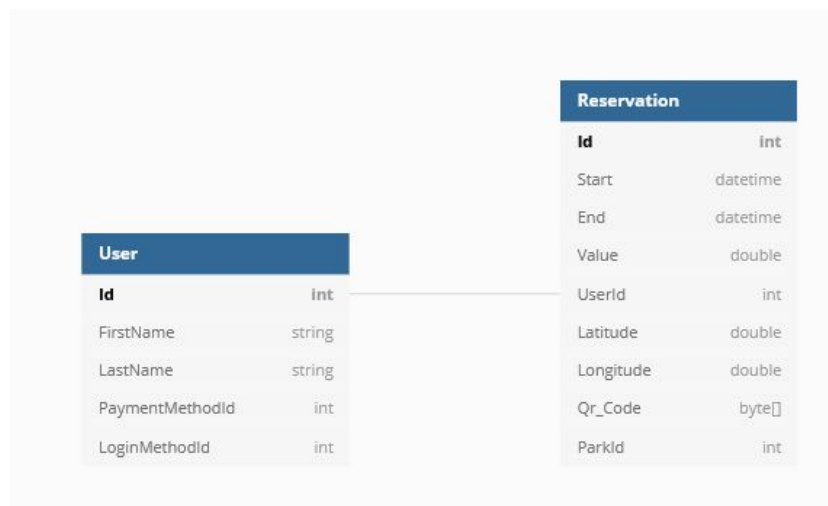 User
Id int
FirstName string
LastName string
PaymentMethodId int
LoginMethodId int
Reservation
Id int
Start datetime
End datetime
Value double
UserId int
Latitude double
Longitude double
Qr_Code byte[]
ParkId int